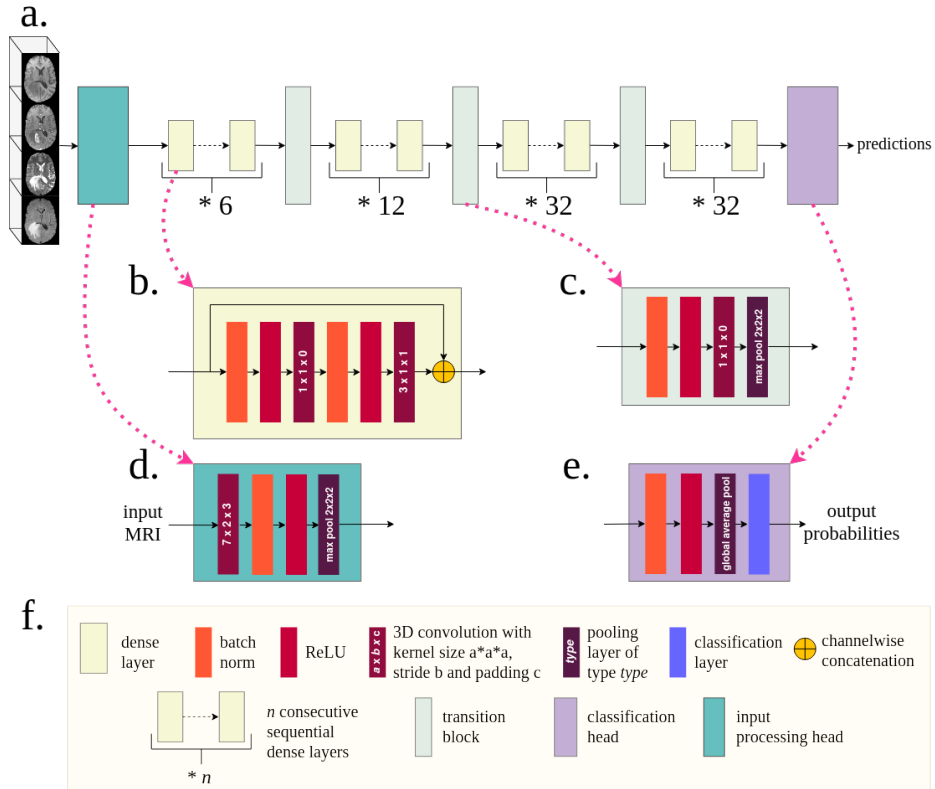 a.
predictions
* 6
* 12
* 32
* 32
b.
1 x 1 x 0
3 x 1 x 1
c.
1 x 1 x 0
max pool 2x2x2
d.
input
MRI
7 x 2 x 3
max pool 2x2x2
e.
global average pool
output
probabilities
f.
dense
layer
batch
norm
ReLU
a x b x c
3D convolution with
kernel size a*a*a,
stride b and padding c
type
pooling
layer of
type type
classification
layer
channelwise
concatenation
* n
n consecutive
sequential
dense layers
transition
block
classification
head
input
processing head